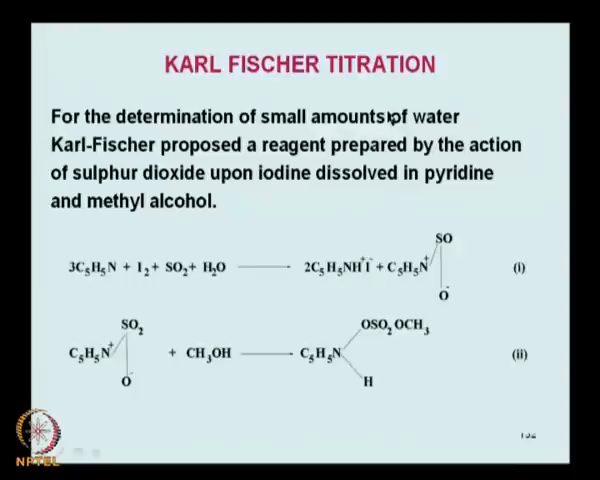 KARL FISCHER TITRATION
For the determination of small amounts of water
Karl-Fischer proposed a reagent prepared by the action
of sulphur dioxide upon iodine dissolved in pyridine
and methyl alcohol.
SO
3C₅H₅N + I₂ + SO₂ + H₂O 2C₅H₅NH⁺I⁻ + C₅H₅N⁺ (i)
O⁻
SO₂ OSO₂ OCH₃
C₅H₅N⁺ + CH₃OH C₅H₅N (ii)
O⁻ H
NPTEL